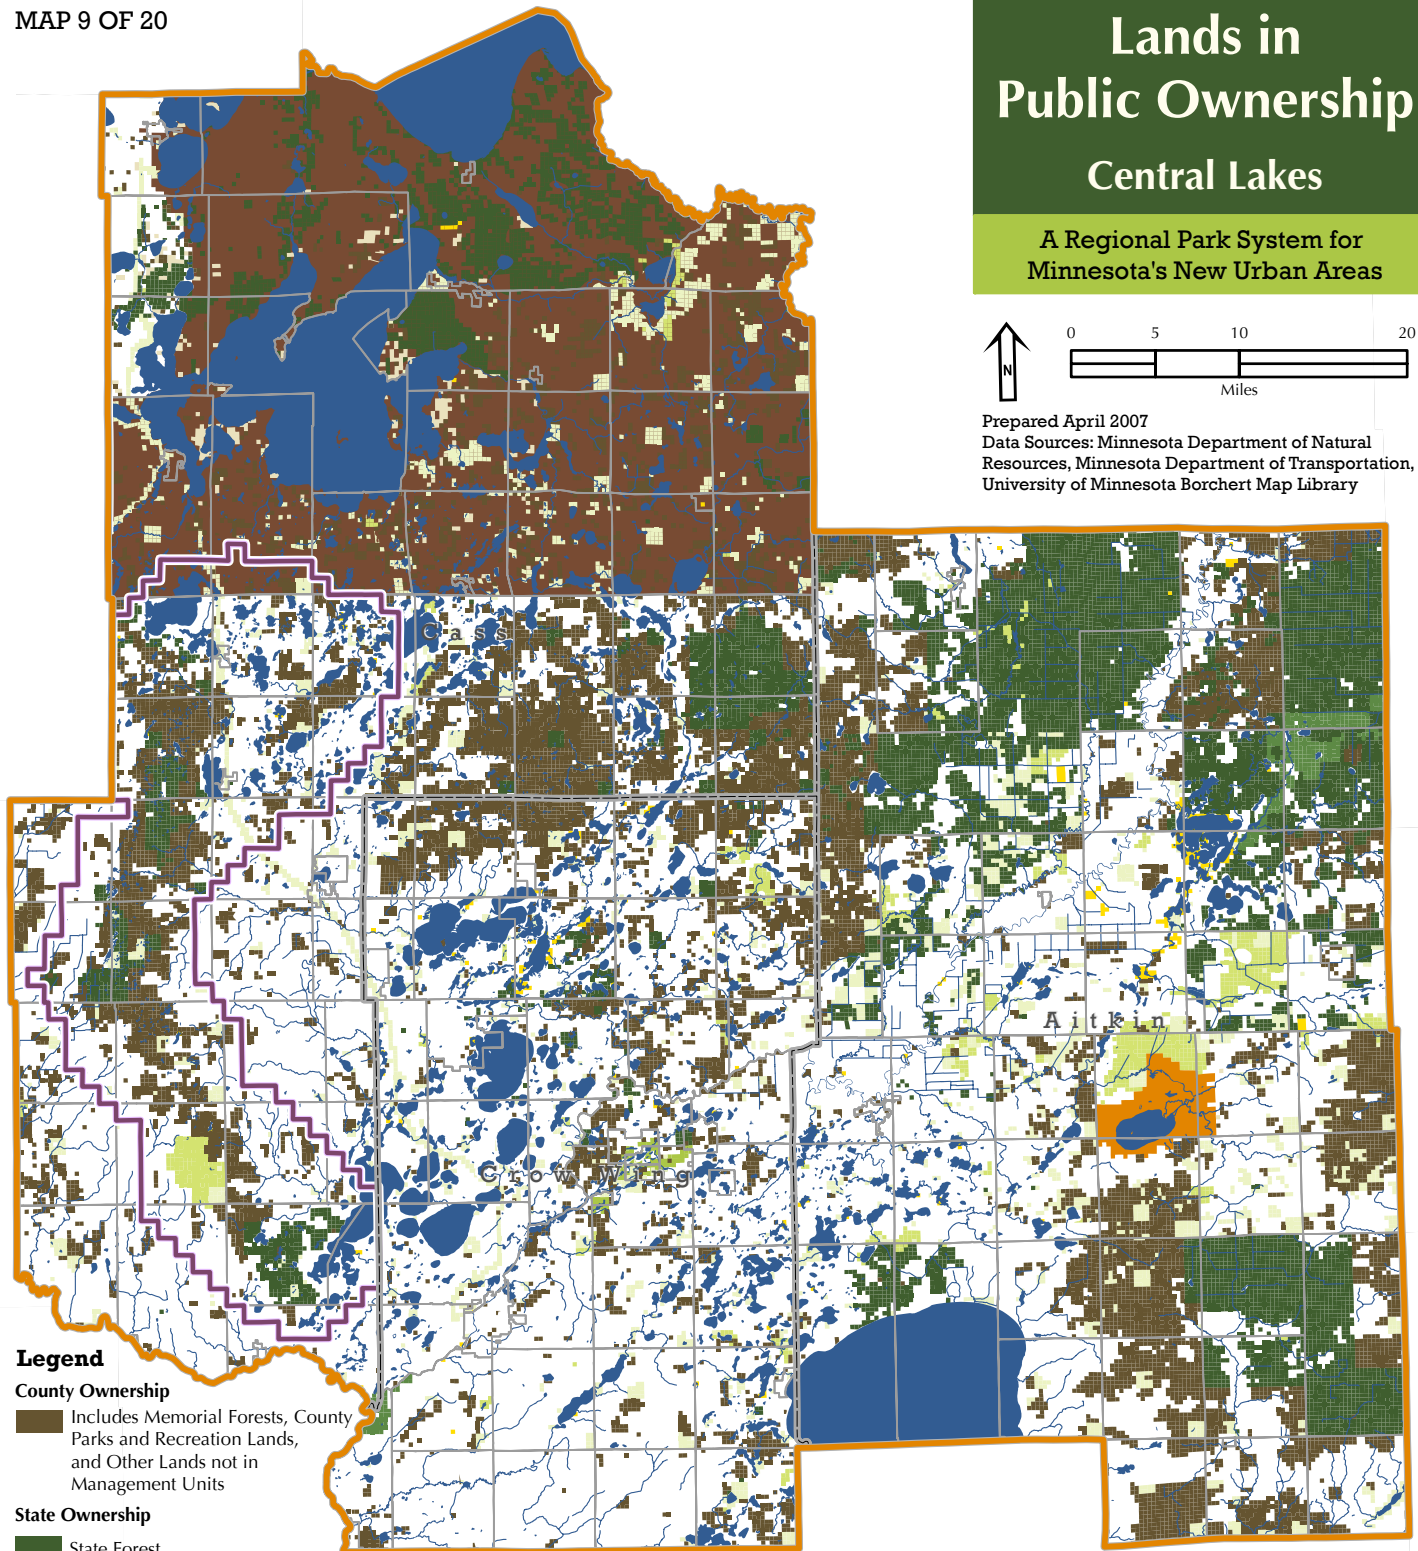 MAP 9 OF 20
Lands in
Public Ownership
Central Lakes
A Regional Park System for
Minnesota's New Urban Areas
0 5 10 20
Miles
N
Prepared April 2007
Data Sources: Minnesota Department of Natural
Resources, Minnesota Department of Transportation,
University of Minnesota Borchert Map Library
Cass
Aitkin
Crow Wing
Legend
County Ownership
Includes Memorial Forests, County
Parks and Recreation Lands,
and Other Lands not in
Management Units
State Ownership
State Forest